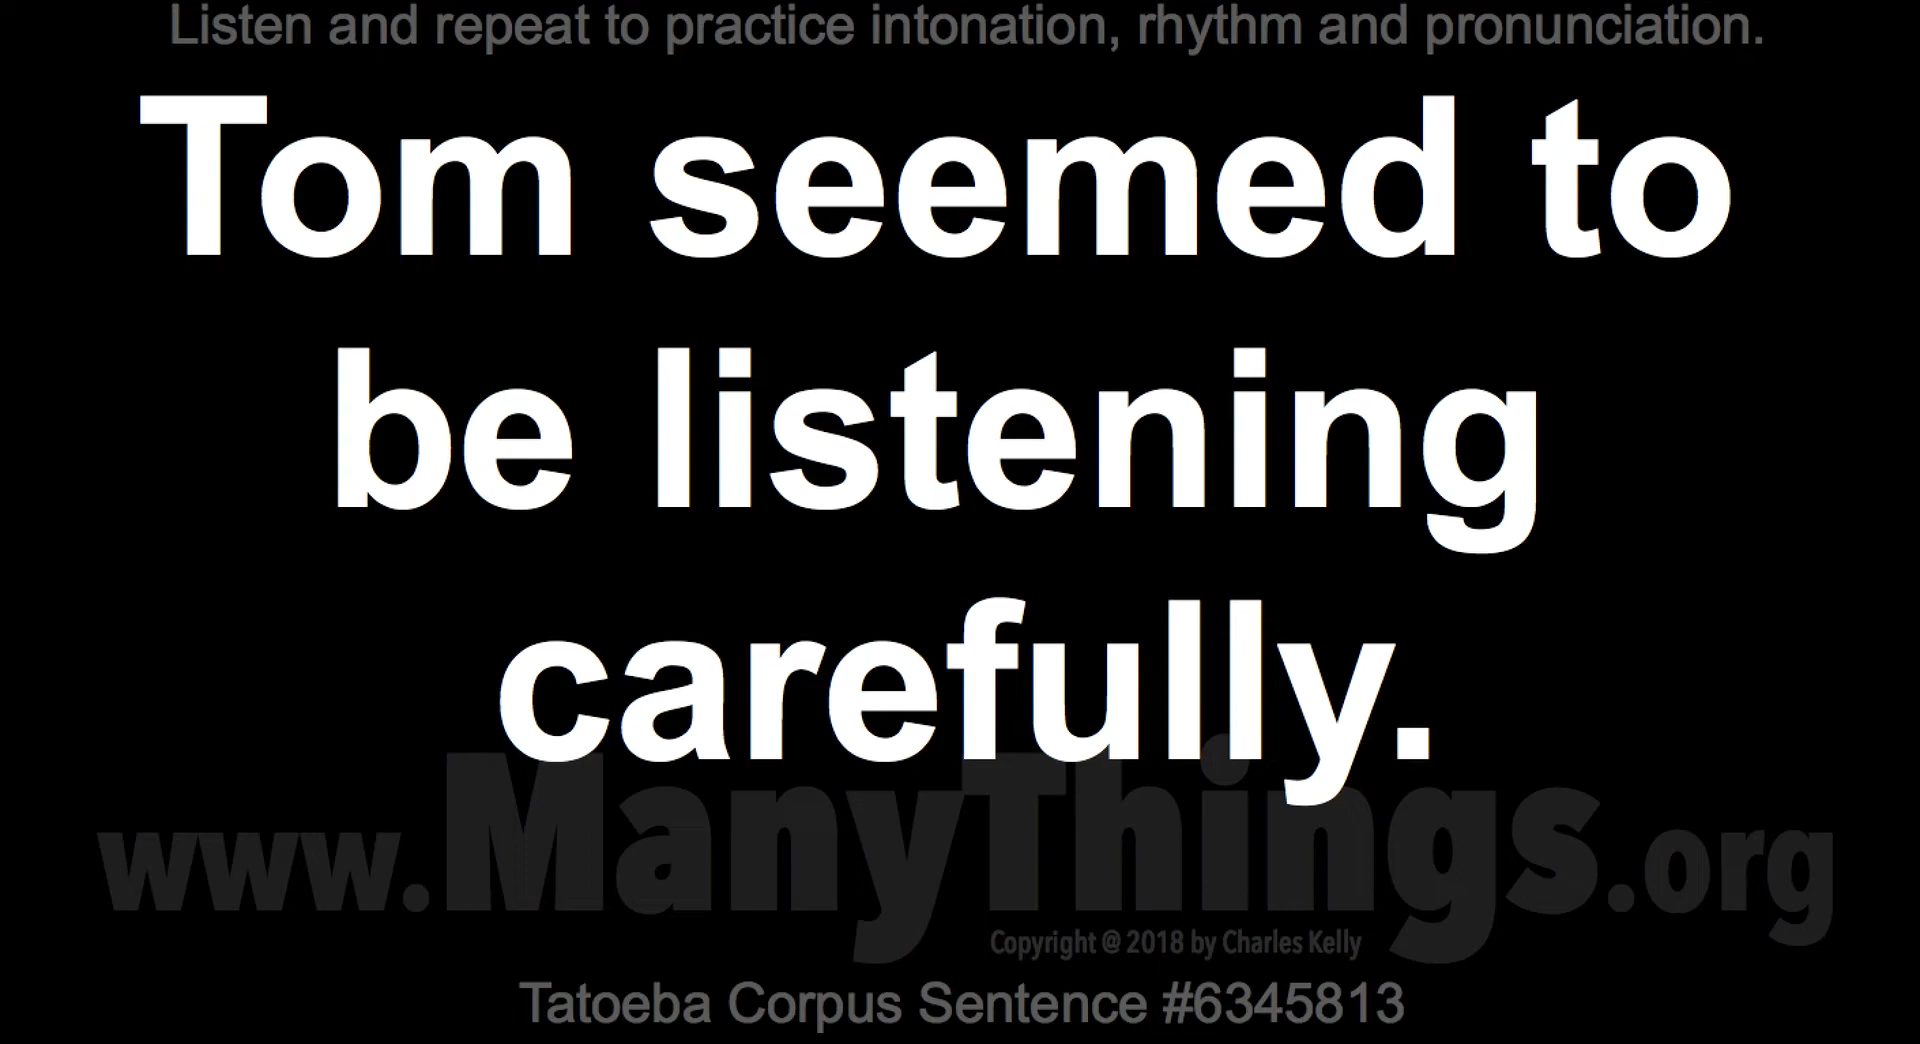 Listen and repeat to practice intonation, rhythm and pronunciation.
Tom seemed to
be listening
carefully.
www.ManyThings.org
Copyright @ 2018 by Charles Kelly
Tatoeba Corpus Sentence #6345813